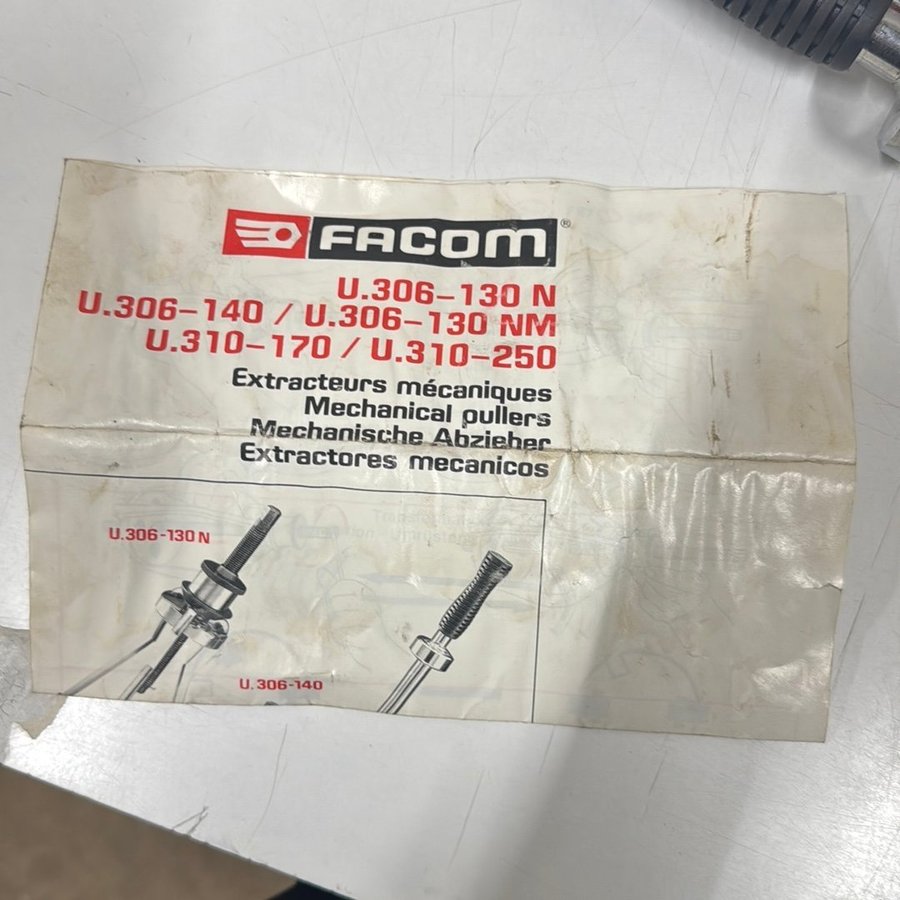 FACOM®
U.306-130 N
U.306-140 / U.306-130 NM
U.310-170 / U.310-250
Extracteurs mécaniques
Mechanical pullers
Mechanische Abzieher
Extractores mecanicos
U.306-130 N
U.306-140